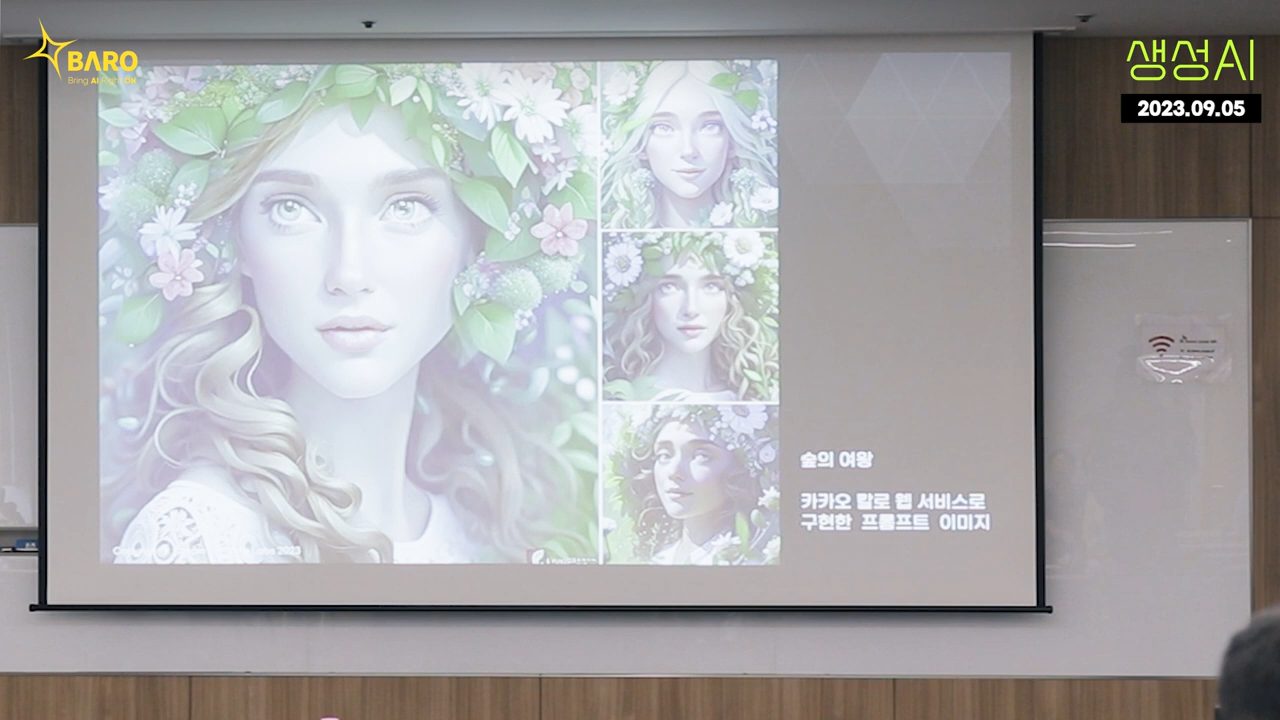 BARO
Bring AI Right ON
생성AI
2023.09.05
숲의 여왕
카카오 칼로 웹 서비스로
구현한 프롬프트 이미지
2023